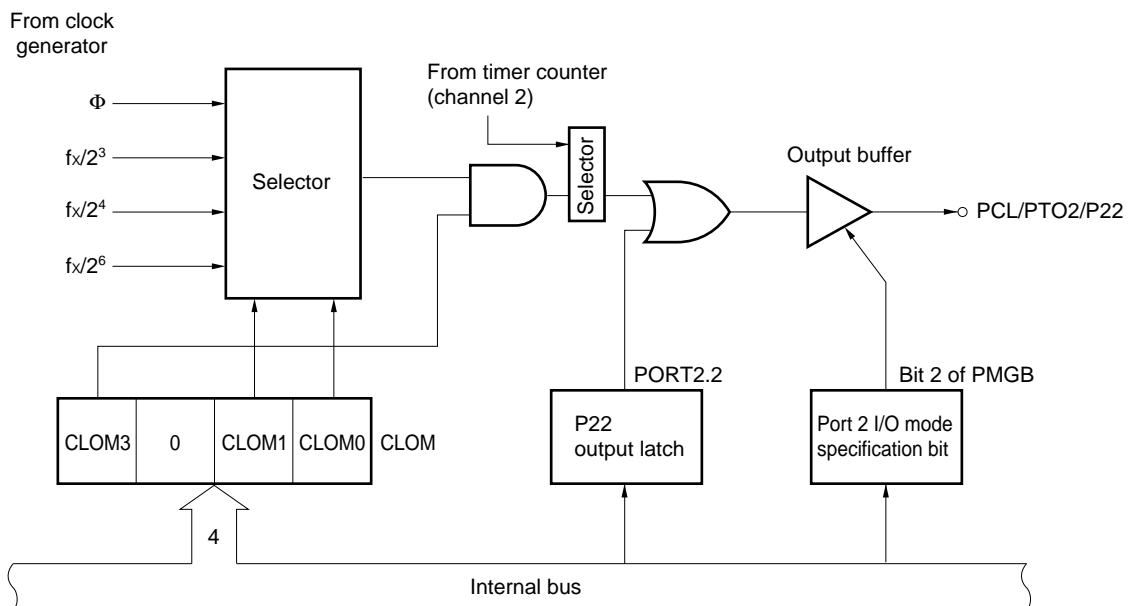 From clock
generator
Φ
fX/2³
fX/2⁴
fX/2⁶
Selector
From timer counter
(channel 2)
Selector
Output buffer
PCL/PTO2/P22
PORT2.2
Bit 2 of PMGB
CLOM3
0
CLOM1
CLOM0
CLOM
P22
output latch
Port 2 I/O mode
specification bit
4
Internal bus